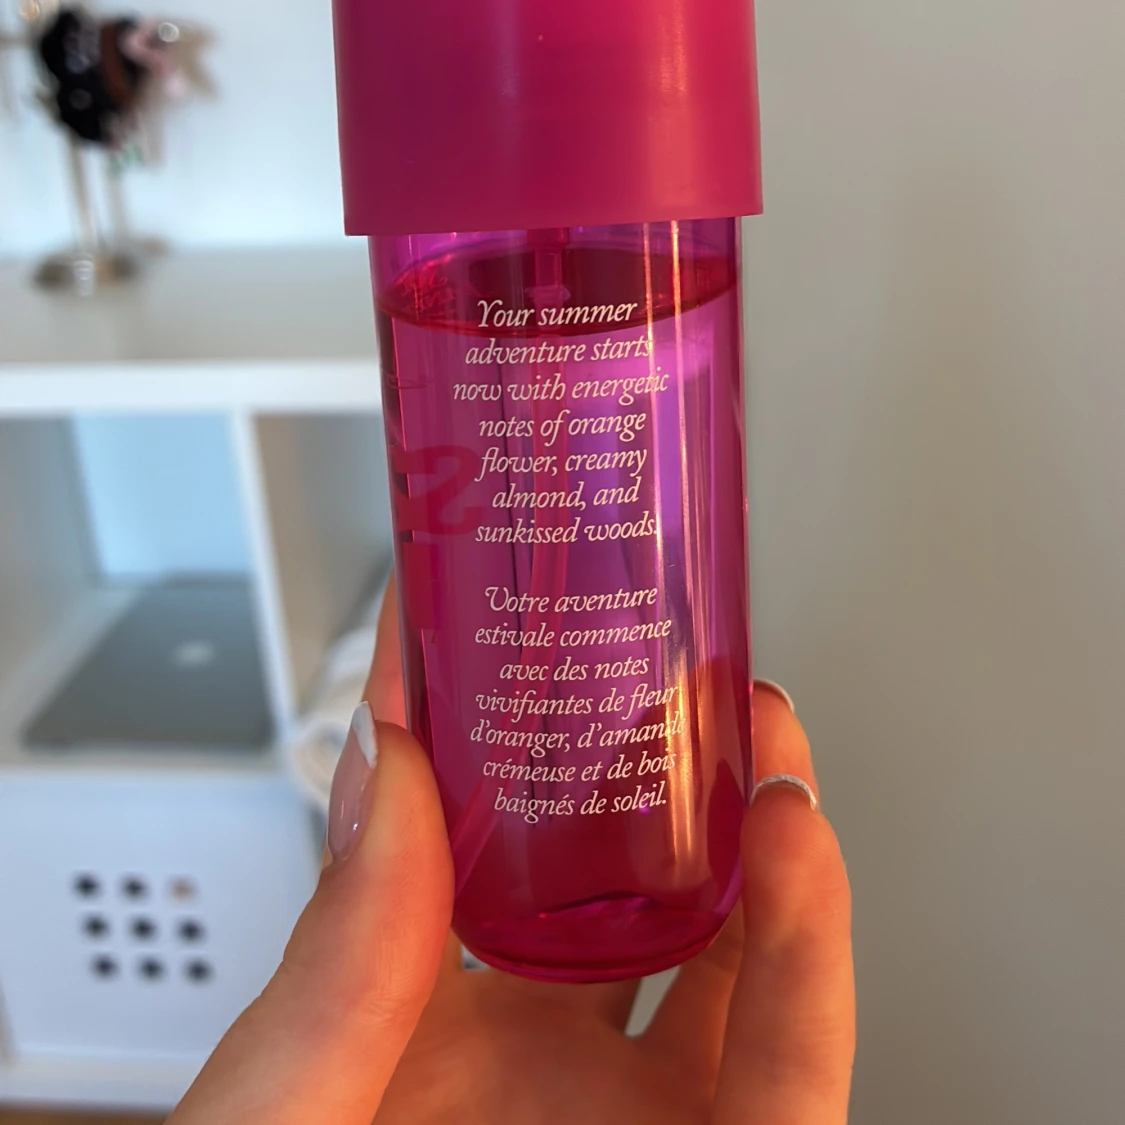 Your summer
adventure starts
now with energetic
notes of orange
flower, creamy
almond, and
sunkissed woods.
Votre aventure
estivale commence
avec des notes
vivifiantes de fleur
d'oranger, d'amande
crémeuse et de bois
baignés de soleil.